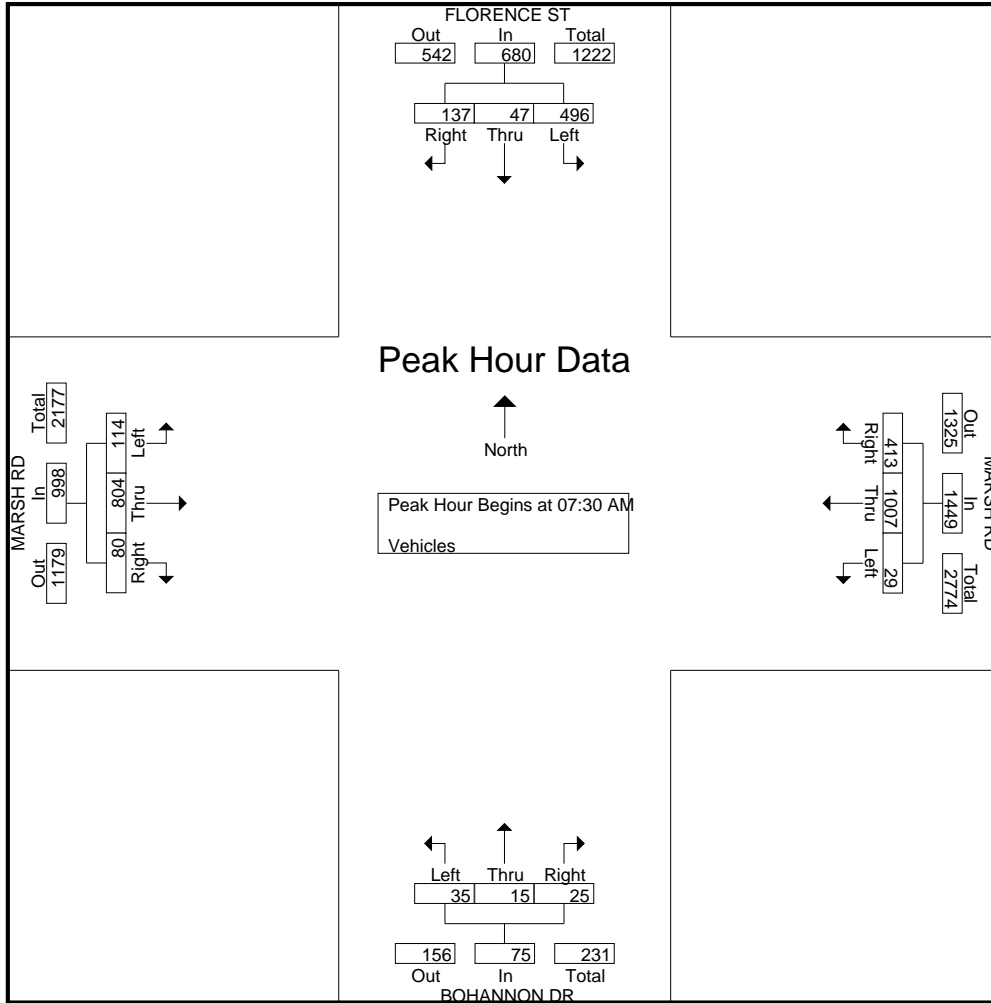 FLORENCE ST
Out In Total
542 680 1222
137 47 496
Right Thru Left
Peak Hour Data
North
Peak Hour Begins at 07:30 AM
Vehicles
MARSH RD
Total In Out
2177 998 1179
114 804 80
Left Thru Right
Right Thru Left
413 1007 29
Out In Total
1325 1449 2774
MARSH RD
Left Thru Right
35 15 25
156 75 231
Out In Total
BOHANNON DR